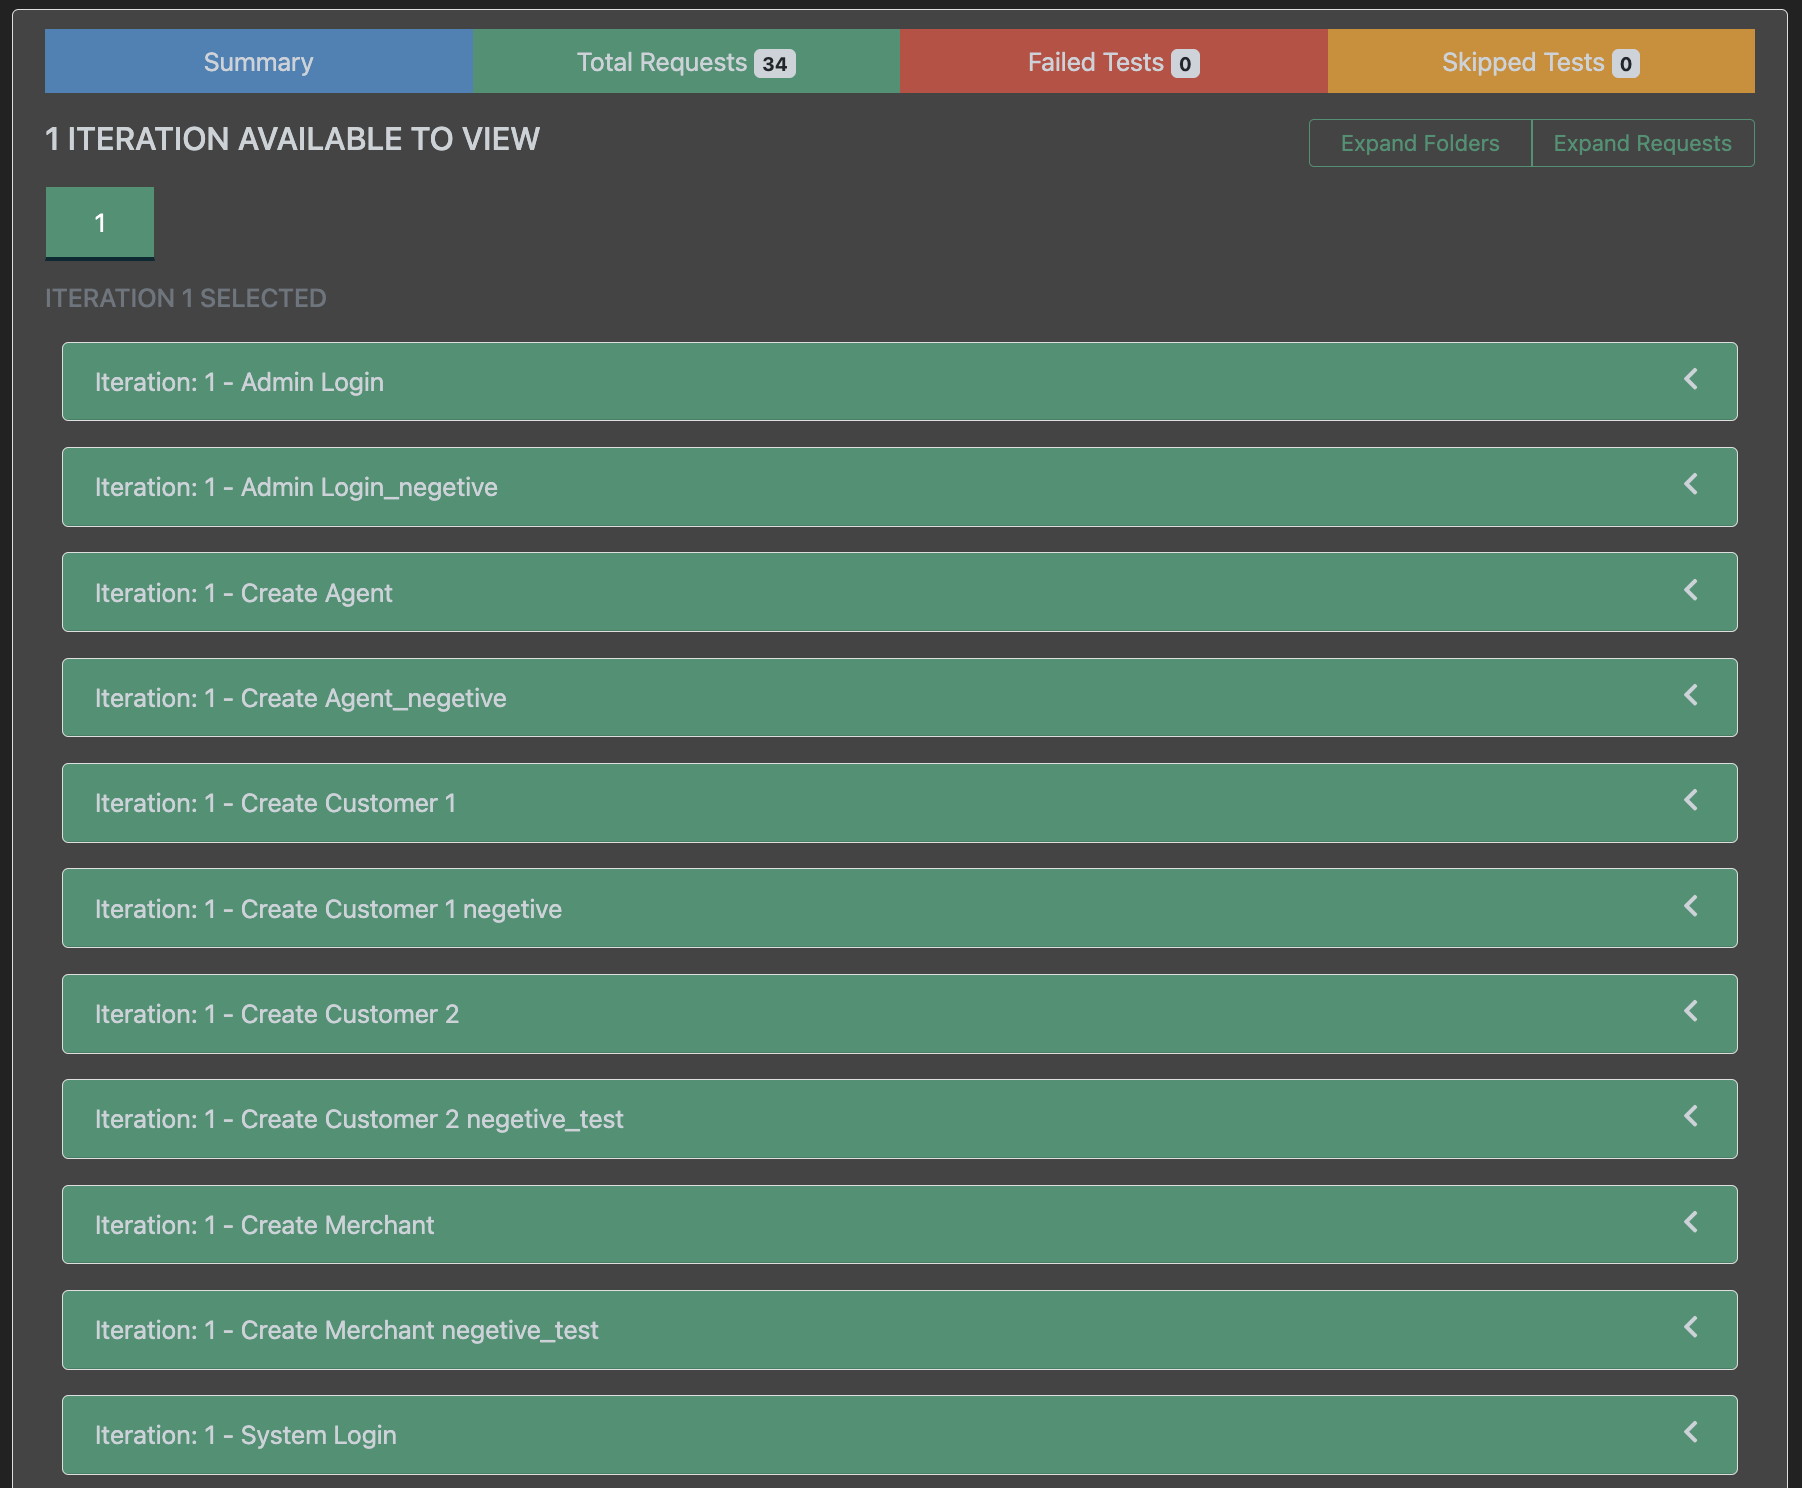 Summary Total Requests 34 Failed Tests 0 Skipped Tests 0
1 ITERATION AVAILABLE TO VIEW
Expand Folders Expand Requests
1
ITERATION 1 SELECTED
Iteration: 1 - Admin Login
Iteration: 1 - Admin Login_negetive
Iteration: 1 - Create Agent
Iteration: 1 - Create Agent_negetive
Iteration: 1 - Create Customer 1
Iteration: 1 - Create Customer 1 negetive
Iteration: 1 - Create Customer 2
Iteration: 1 - Create Customer 2 negetive_test
Iteration: 1 - Create Merchant
Iteration: 1 - Create Merchant negetive_test
Iteration: 1 - System Login